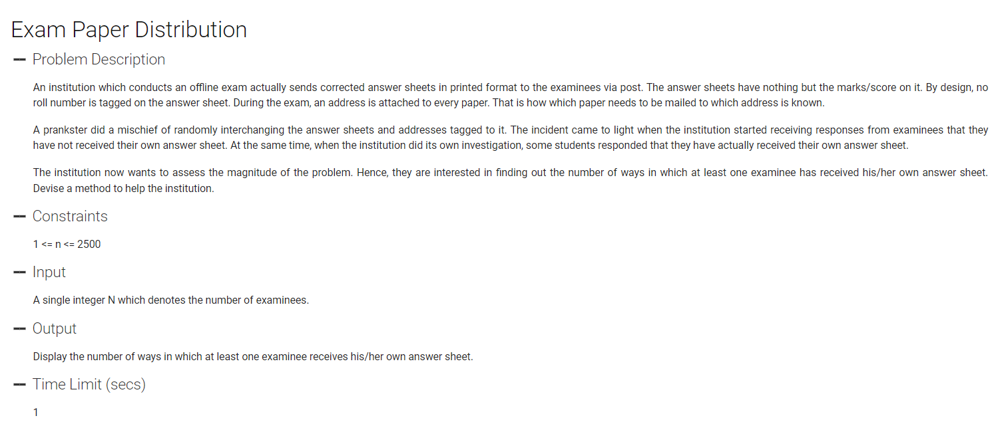 Exam Paper Distribution
Problem Description
An institution which conducts an offline exam actually sends corrected answer sheets in printed format to the examinees via post. The answer sheets have nothing but the marks/score on it. By design, no
roll number is tagged on the answer sheet. During the exam, an address is attached to every paper. That is how which paper needs to be mailed to which address is known.
A prankster did a mischief of randomly interchanging the answer sheets and addresses tagged to it. The incident came to light when the institution started receiving responses from examinees that they
have not received their own answer sheet. At the same time, when the institution did its own investigation, some students responded that they have actually received their own answer sheet.
The institution now wants to assess the magnitude of the problem. Hence, they are interested in finding out the number of ways in which at least one examinee has received his/her own answer sheet.
Devise a method to help the institution.
Constraints
1 <= n <= 2500
Input
A single integer N which denotes the number of examinees.
Output
Display the number of ways in which at least one examinee receives his/her own answer sheet.
Time Limit (secs)
1